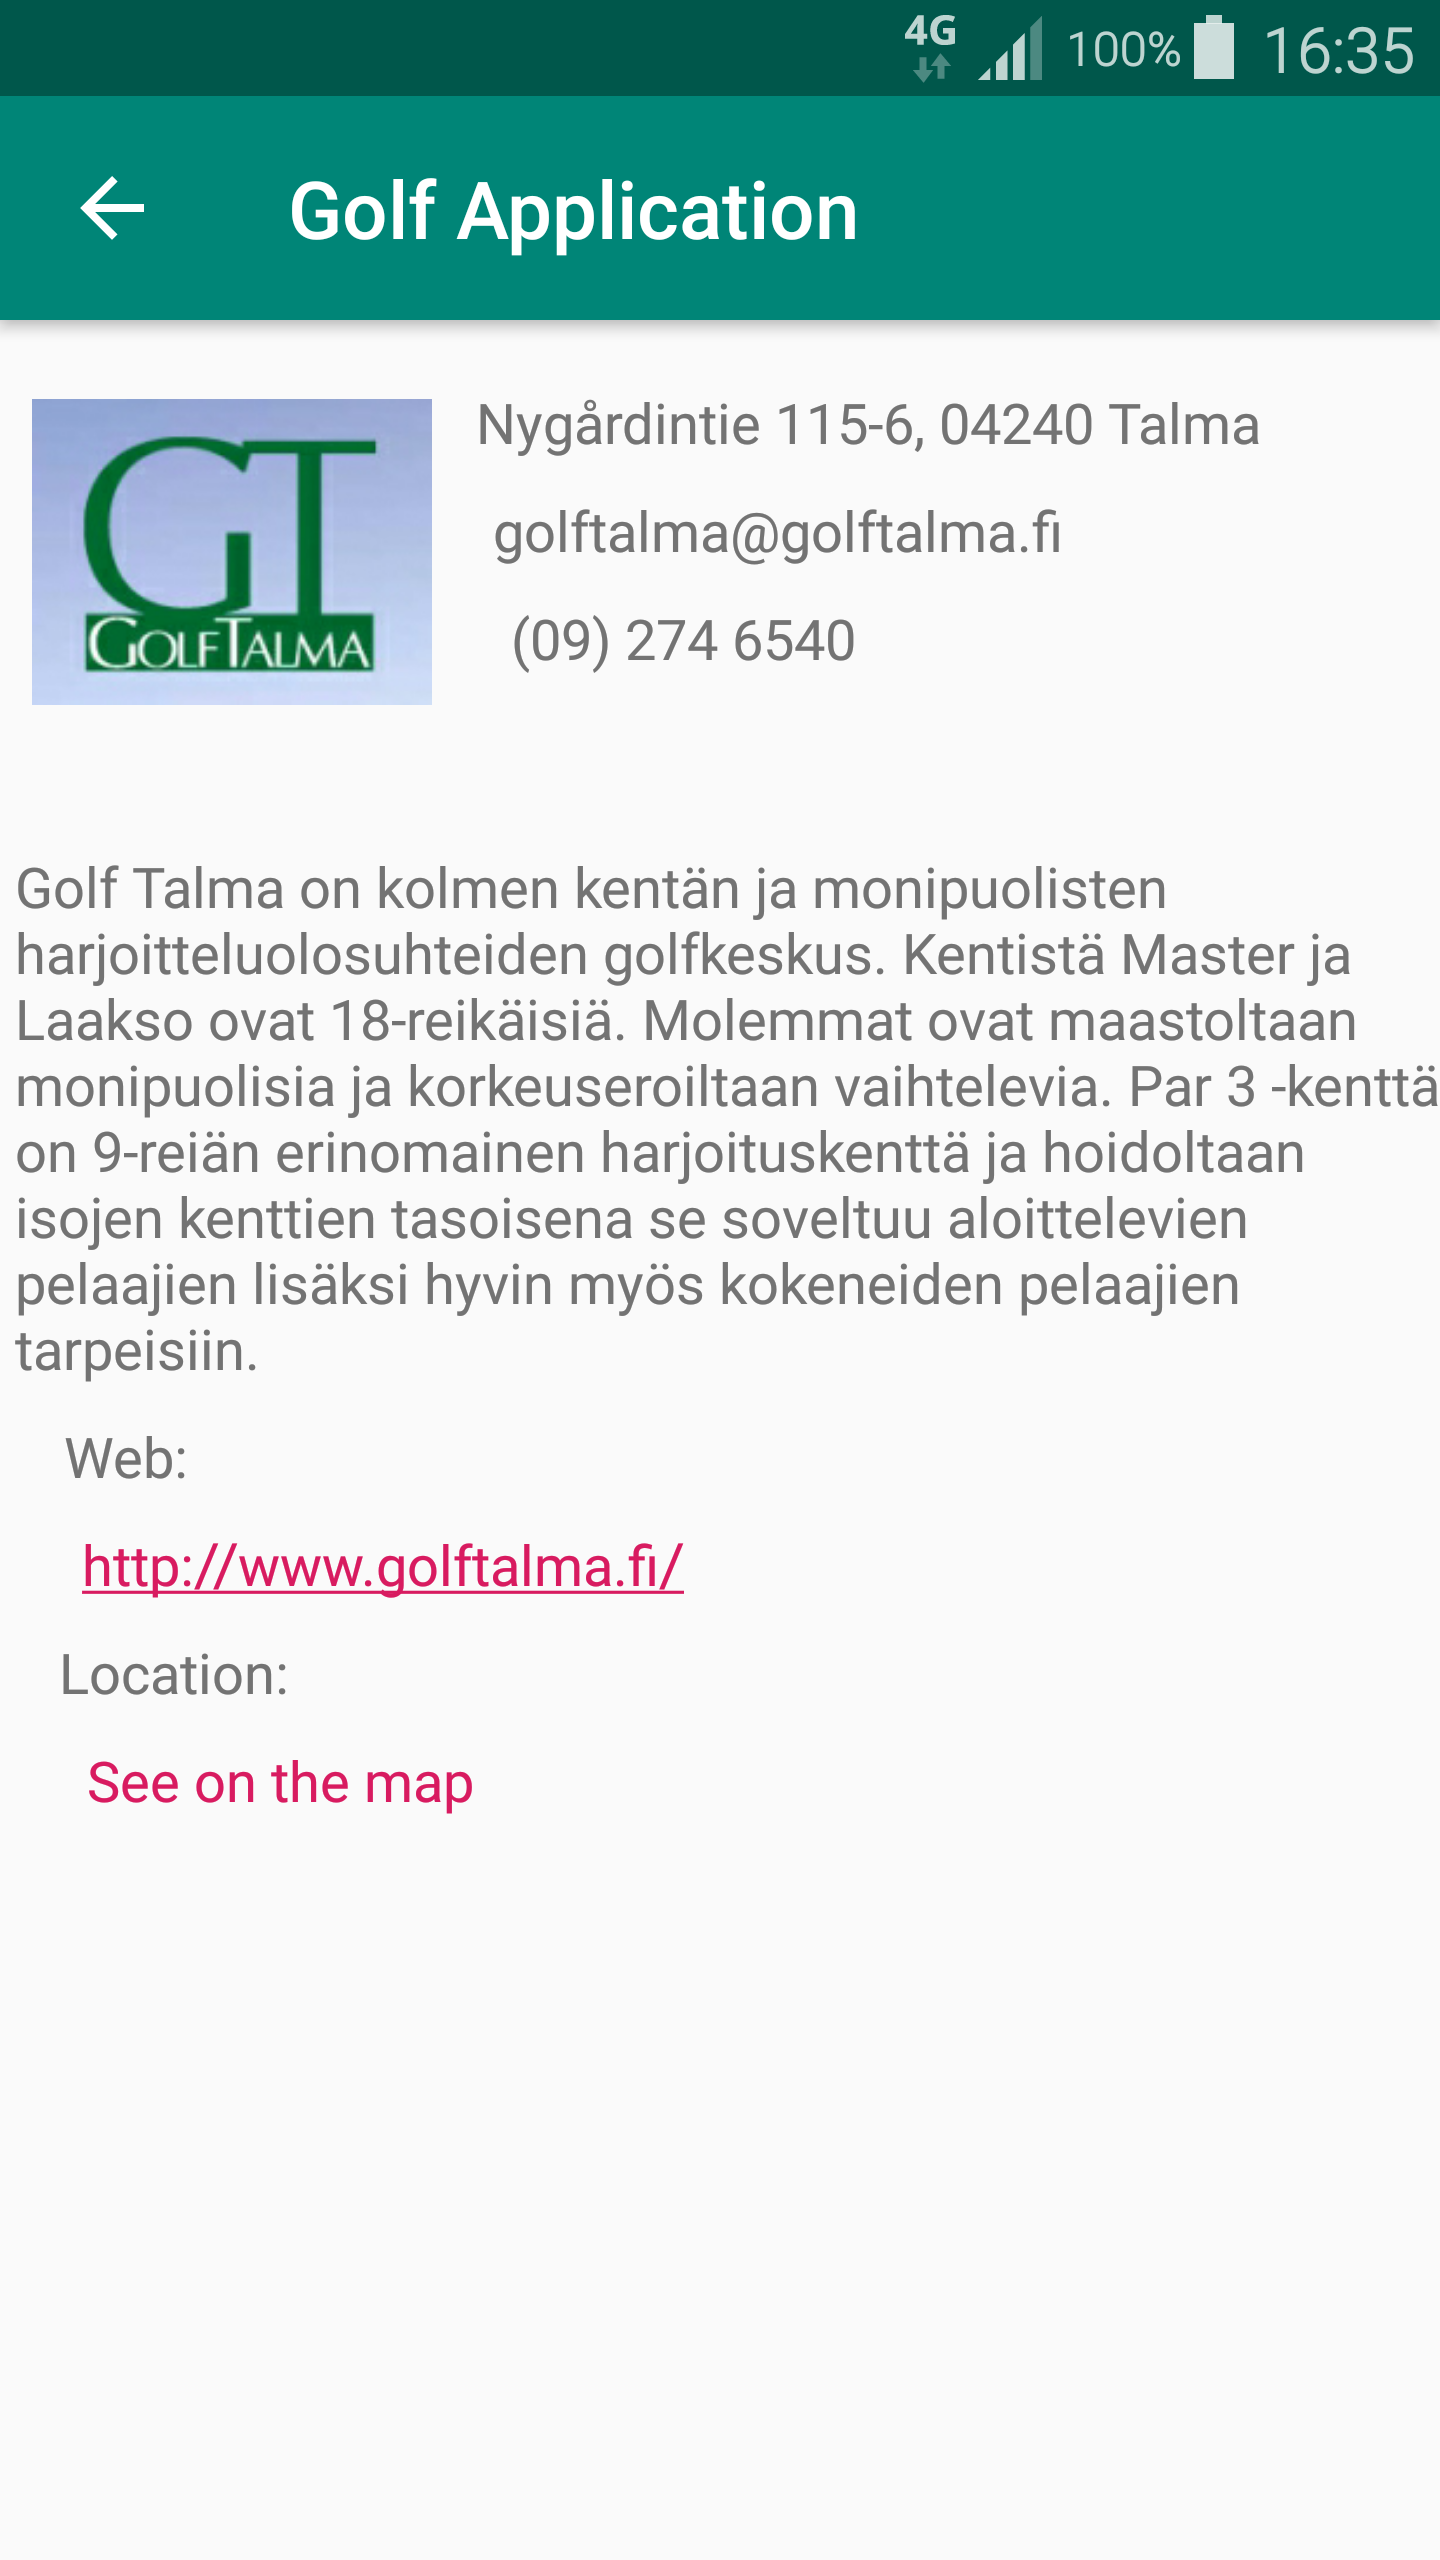 4G 100% 16:35
Golf Application
GT
GOLFTALMA
Nygårdintie 115-6, 04240 Talma
golftalma@golftalma.fi
(09) 274 6540
Golf Talma on kolmen kentän ja monipuolisten
harjoitteluolosuhteiden golfkeskus. Kentistä Master ja
Laakso ovat 18-reikäisiä. Molemmat ovat maastoltaan
monipuolisia ja korkeuseroiltaan vaihtelevia. Par 3 -kenttä
on 9-reiän erinomainen harjoituskenttä ja hoidoltaan
isojen kenttien tasoisena se soveltuu aloittelevien
pelaajien lisäksi hyvin myös kokeneiden pelaajien
tarpeisiin.
Web:
http://www.golftalma.fi/
Location:
See on the map